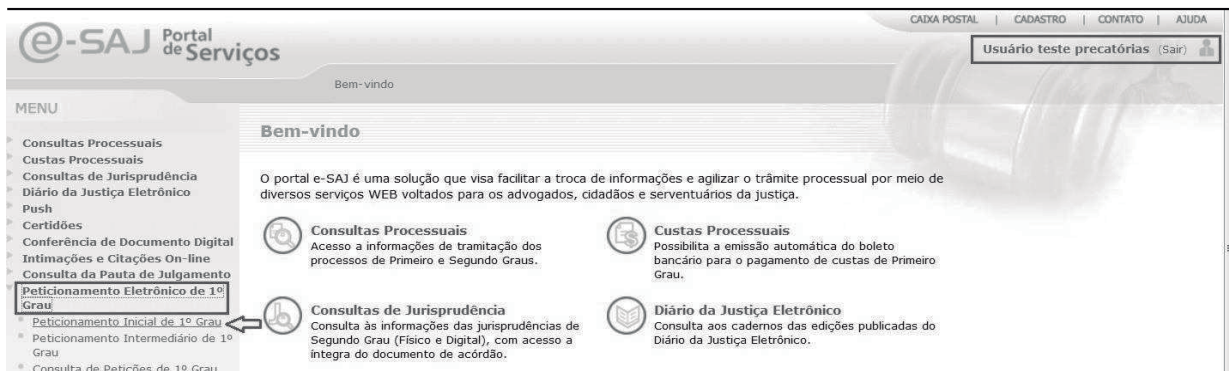 CAIXA POSTAL | CADASTRO | CONTATO | AJUDA
e-SAJ Portal de Serviços
Usuário teste precatórias (Sair)
Bem-vindo
MENU
Consultas Processuais
Custas Processuais
Consultas de Jurisprudência
Diário da Justiça Eletrônico
Push
Certidões
Conferência de Documento Digital
Intimações e Citações On-line
Consulta da Pauta de Julgamento
Peticionamento Eletrônico de 1º
Grau
Peticionamento Inicial de 1º Grau
Peticionamento Intermediário de 1º
Grau
Consulta de Petições de 1º Grau
Bem-vindo
O portal e-SAJ é uma solução que visa facilitar a troca de informações e agilizar o trâmite processual por meio de
diversos serviços WEB voltados para os advogados, cidadãos e serventuários da justiça.
Consultas Processuais
Acesso a informações de tramitação dos
processos de Primeiro e Segundo Graus.
Custas Processuais
Possibilita a emissão automática do boleto
bancário para o pagamento de custas de Primeiro
Grau.
Consultas de Jurisprudência
Consulta às informações das jurisprudências de
Segundo Grau (Físico e Digital), com acesso a
íntegra do documento de acórdão.
Diário da Justiça Eletrônico
Consulta aos cadernos das edições publicadas do
Diário da Justiça Eletrônico.